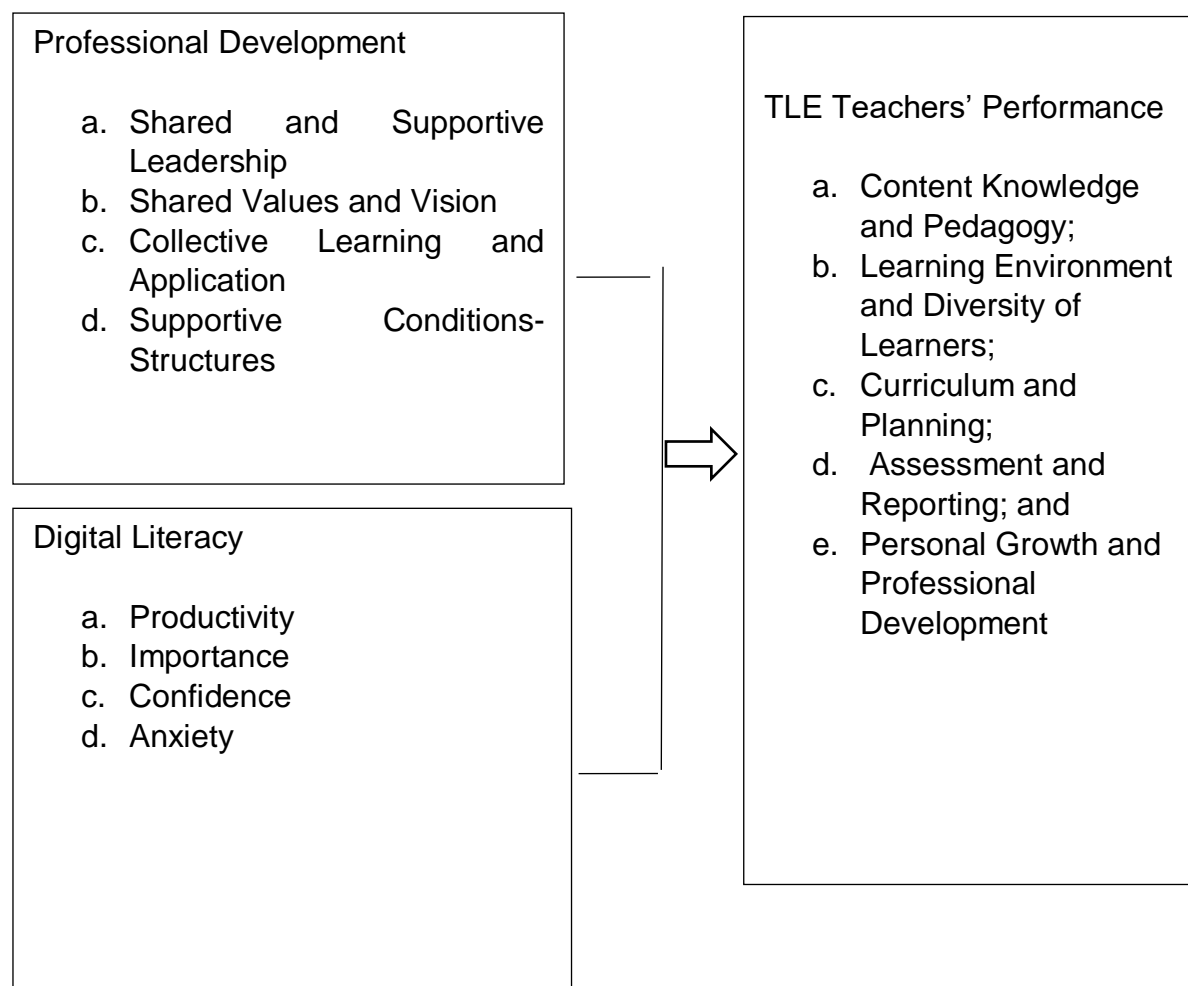 Professional Development
a. Shared and Supportive
Leadership
b. Shared Values and Vision
c. Collective Learning and
Application
d. Supportive Conditions-
Structures
Digital Literacy
a. Productivity
b. Importance
c. Confidence
d. Anxiety
TLE Teachers’ Performance
a. Content Knowledge
and Pedagogy;
b. Learning Environment
and Diversity of
Learners;
c. Curriculum and
Planning;
d. Assessment and
Reporting; and
e. Personal Growth and
Professional
Development